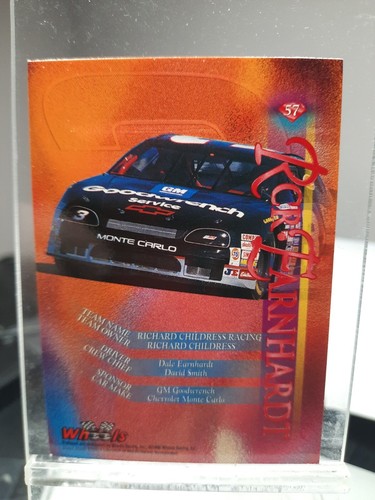 57
RCR
EARNHARDT
GM
Goodwrench
Service
3
MONTE CARLO
TEAM NAME RICHARD CHILDRESS RACING
TEAM OWNER RICHARD CHILDRESS
DRIVER Dale Earnhardt
CREW CHIEF David Smith
SPONSOR GM Goodwrench
CAR MAKE Chevrolet Monte Carlo
Wheels